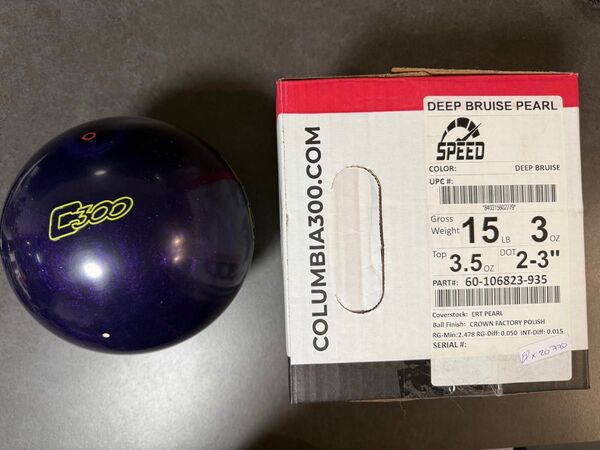 C300
COLUMBIA300.COM
DEEP BRUISE PEARL
SPEED
COLOR: DEEP BRUISE
UPC #:
*840315602779*
Gross Weight 15 LB 3 OZ
Top 3.5 OZ DOT 2-3"
PART#: 60-106823-935
Coverstock: ERT PEARL
Ball Finish: CROWN FACTORY POLISH
RG-Min:2.478 RG-Diff:0.050 INT-Diff:0.015
SERIAL #: